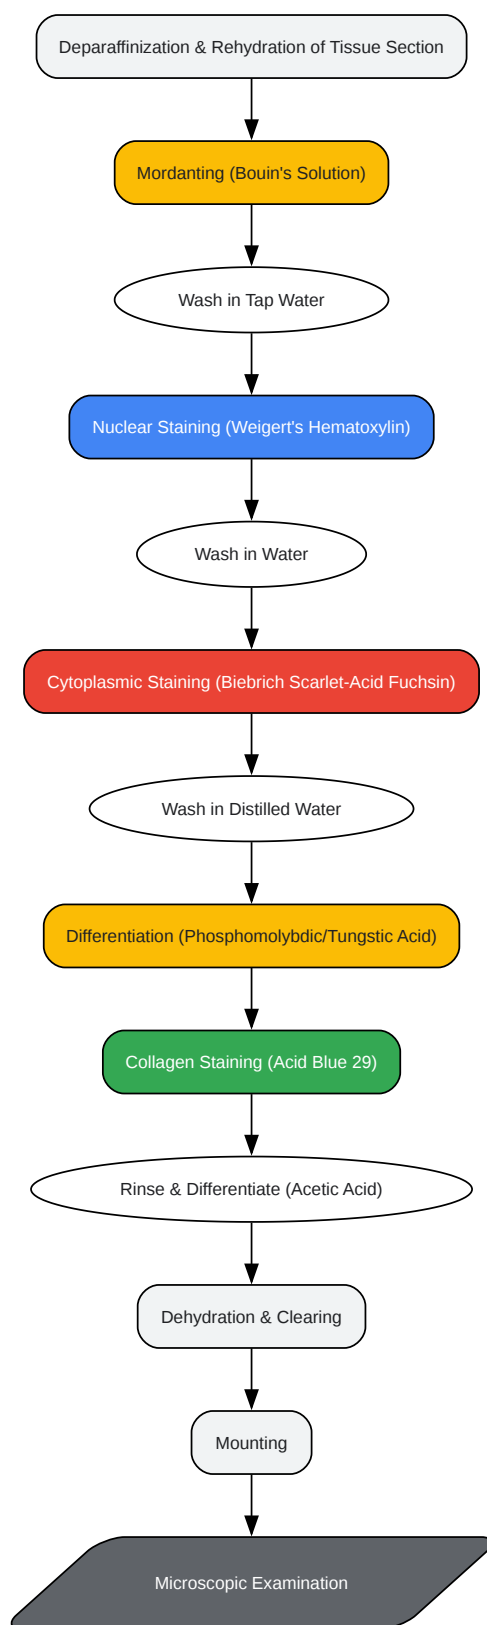 Deparaffinization & Rehydration of Tissue Section
Mordanting (Bouin's Solution)
Wash in Tap Water
Nuclear Staining (Weigert's Hematoxylin)
Wash in Water
Cytoplasmic Staining (Biebrich Scarlet-Acid Fuchsin)
Wash in Distilled Water
Differentiation (Phosphomolybdic/Tungstic Acid)
Collagen Staining (Acid Blue 29)
Rinse & Differentiate (Acetic Acid)
Dehydration & Clearing
Mounting
Microscopic Examination